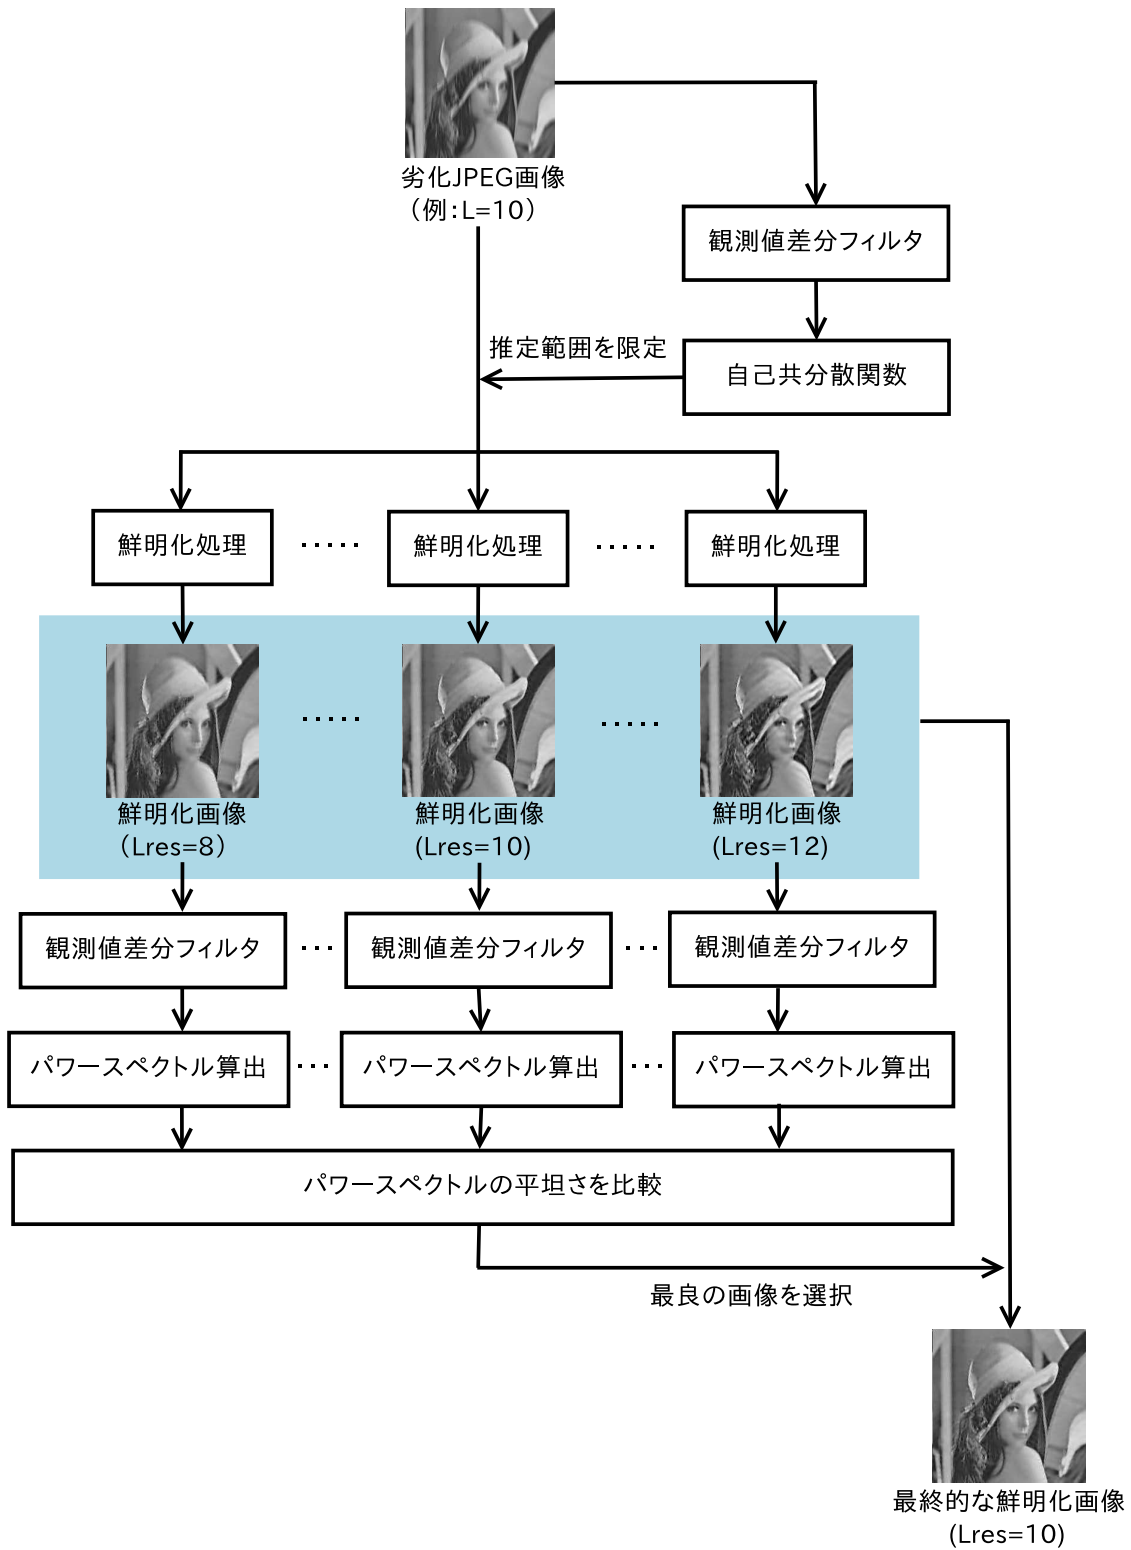 劣化JPEG画像
（例：L=10）
観測値差分フィルタ
自己共分散関数
推定範囲を限定
鮮明化処理
・・・・・
鮮明化処理
・・・・・
鮮明化処理
・・・・・
・・・・・
鮮明化画像
（Lres=8）
鮮明化画像
(Lres=10)
鮮明化画像
(Lres=12)
観測値差分フィルタ
・・・
観測値差分フィルタ
・・・
観測値差分フィルタ
パワースペクトル算出
・・・
パワースペクトル算出
・・・
パワースペクトル算出
パワースペクトルの平坦さを比較
最良の画像を選択
最終的な鮮明化画像
(Lres=10)